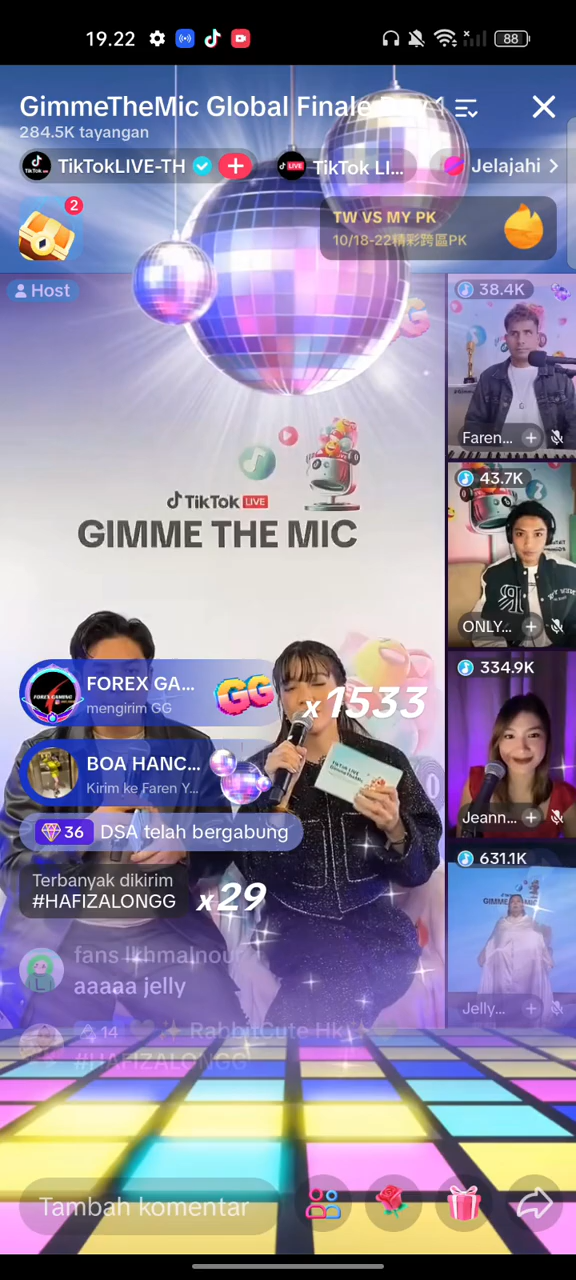 19.22
88
GimmeTheMic Global Finale Day 1
284.5K tayangan
TikTokLIVE-TH
TikTok LI...
Jelajahi
2
TW VS MY PK
10/18-22精彩跨區PK
Host
38.4K
Faren...
TikTok LIVE
GIMME THE MIC
43.7K
ONLY...
FOREX GA...
mengirim GG
GG
x1533
334.9K
BOA HANC...
Kirim ke Faren Y...
Jeann...
36 DSA telah bergabung
631.1K
Terbanyak dikirim
#HAFIZALONGG
x29
fans lkhmalnour
aaaaa jelly
Jelly...
14 RabbitCute Hk
#HAFIZALONGG
Tambah komentar